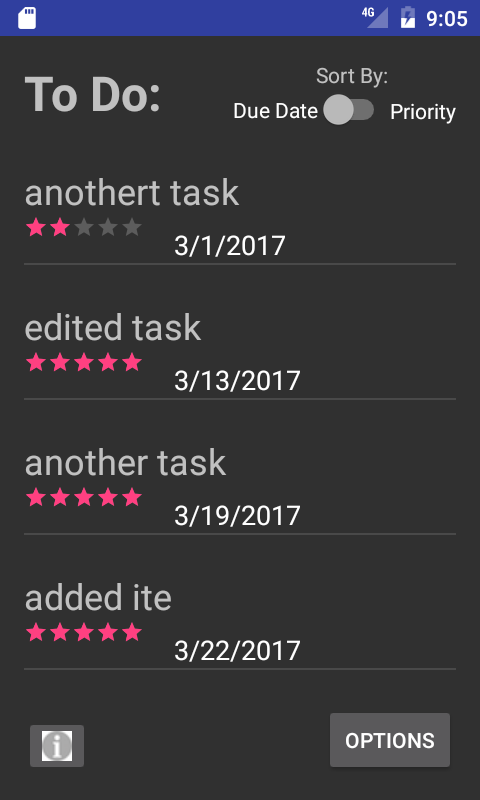 4G 9:05
To Do:
Sort By:
Due Date Priority
anothert task
3/1/2017
edited task
3/13/2017
another task
3/19/2017
added ite
3/22/2017
i OPTIONS